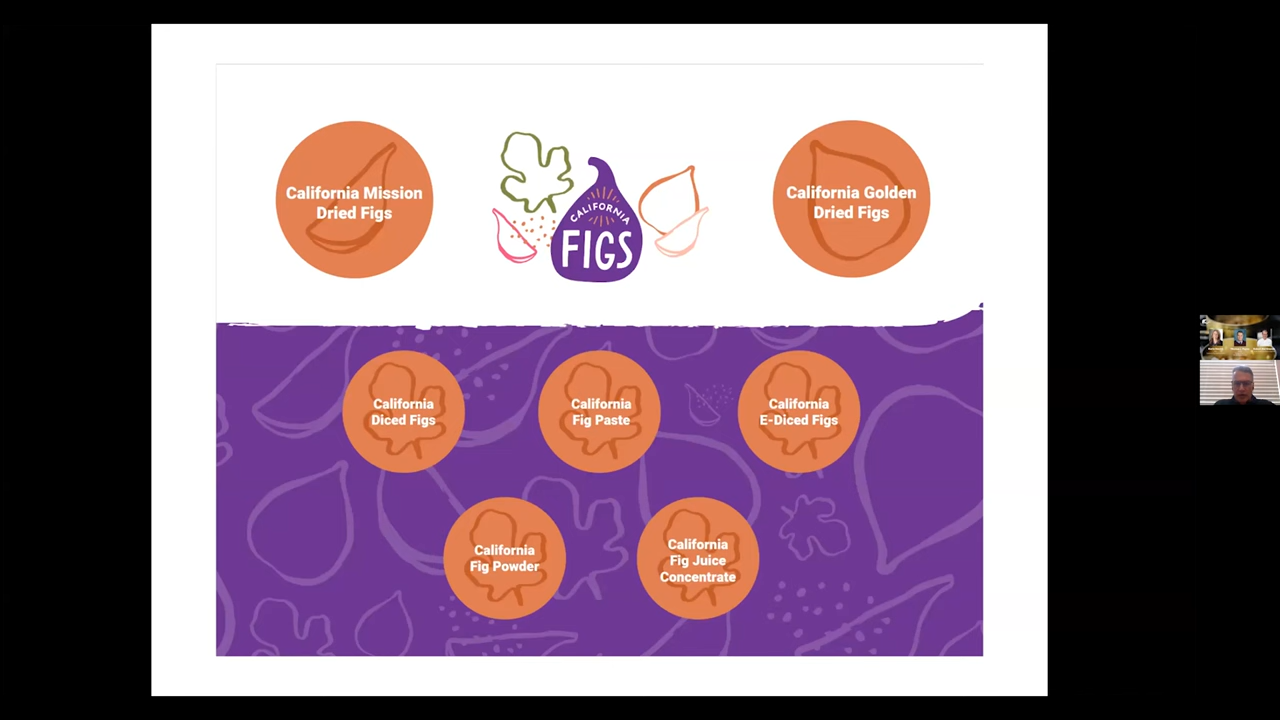 California Mission
Dried Figs
CALIFORNIA
FIGS
California Golden
Dried Figs
California
Diced Figs
California
Fig Paste
California
E-Diced Figs
California
Fig Powder
California
Fig Juice
Concentrate